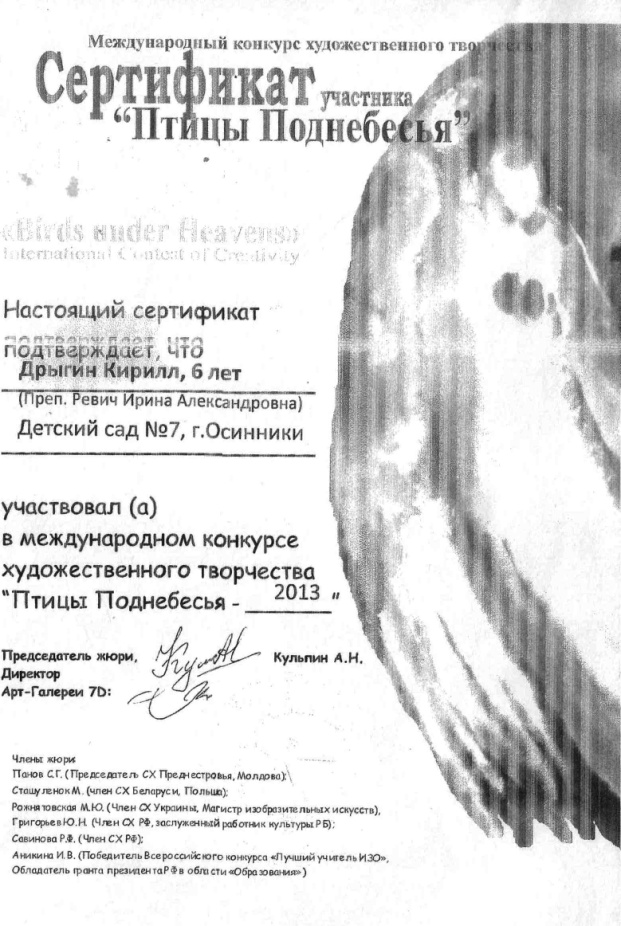 Международный конкурс художественного творчества
Сертификат участника
“Птицы Поднебесья”
«Birds under Heavens»
International Contest of Creativity
Настоящий сертификат
подтверждает, что
Дрыгин Кирилл, 6 лет
(Преп. Ревич Ирина Александровна)
Детский сад №7, г.Осинники
участвовал (а)
в международном конкурсе
художественного творчества
“Птицы Поднебесья - 2013 ”
Председатель жюри, Кульпин А.Н.
Директор
Арт-Галереи 7D:
Члены жюри:
Панов С.Г. (Председатель СХ Преднестровья, Молдова);
Сташуленок М. (член СХ Беларуси, Польша);
Рожнятовская М.Ю. (Член СХ Украины, Магистр изобразительных искусств),
Григорьев Ю.Н. (Член СХ РФ, заслуженный работник культуры РБ);
Савинова Р.Ф. (Член СХ РФ);
Аникина И.В. (Победитель Всероссийского конкурса «Лучший учитель ИЗО»,
Обладатель гранта президента РФ в области «Образования»)